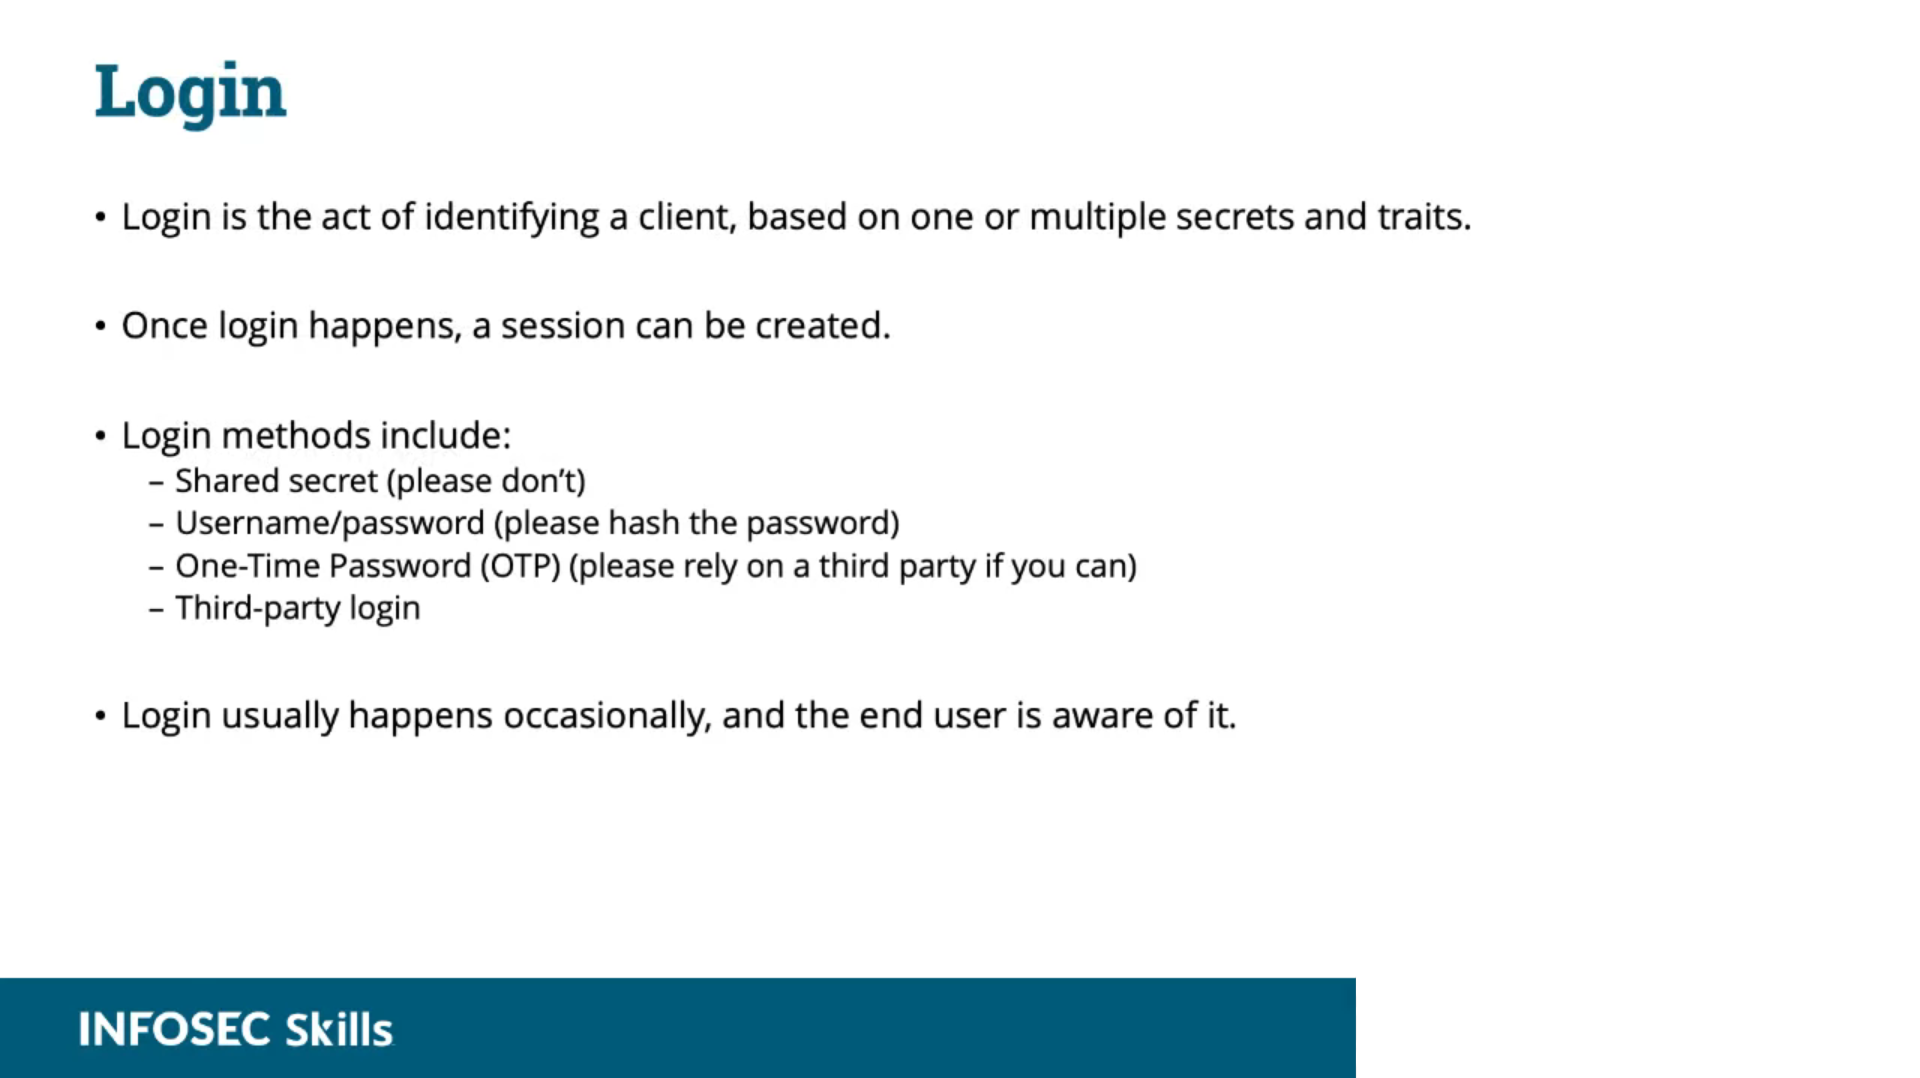 Login
• Login is the act of identifying a client, based on one or multiple secrets and traits.
• Once login happens, a session can be created.
• Login methods include:
– Shared secret (please don’t)
– Username/password (please hash the password)
– One-Time Password (OTP) (please rely on a third party if you can)
– Third-party login
• Login usually happens occasionally, and the end user is aware of it.
INFOSEC Skills